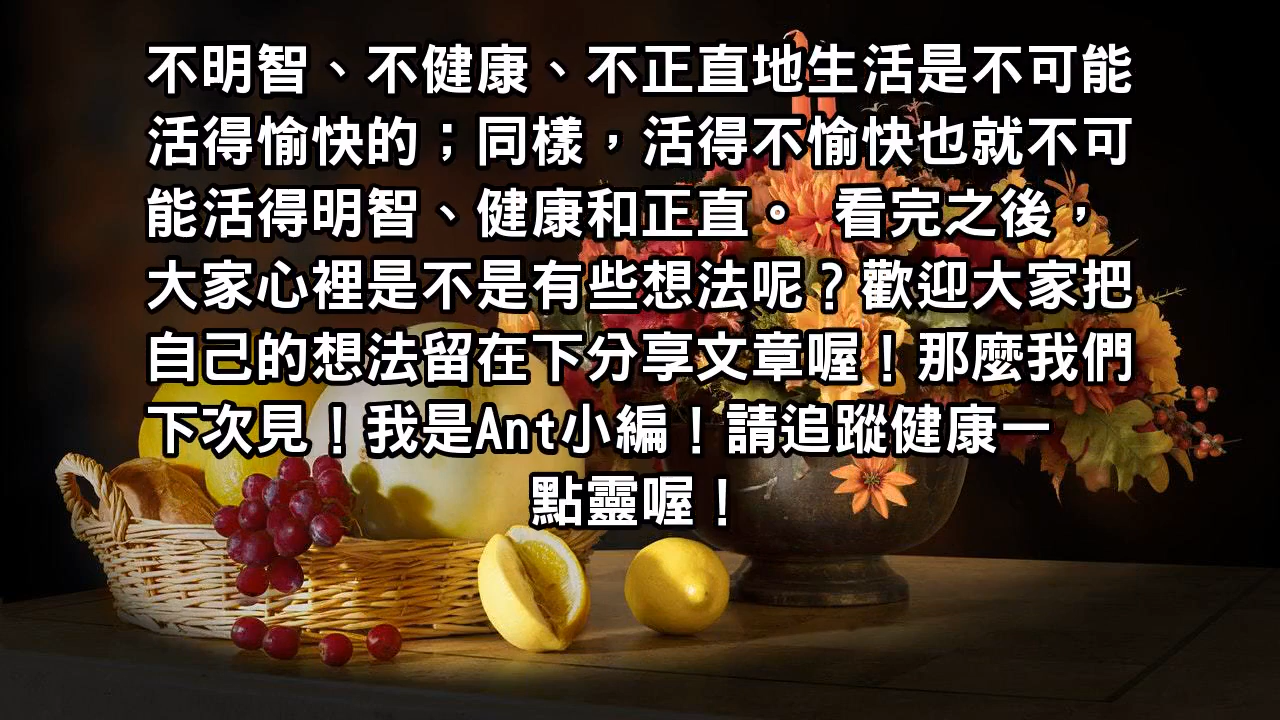 不明智、不健康、不正直地生活是不可能
活得愉快的；同樣，活得不愉快也就不可
能活得明智、健康和正直。 看完之後，
大家心裡是不是有些想法呢？歡迎大家把
自己的想法留在下分享文章喔！那麼我們
下次見！我是Ant小編！請追蹤健康一
點靈喔！